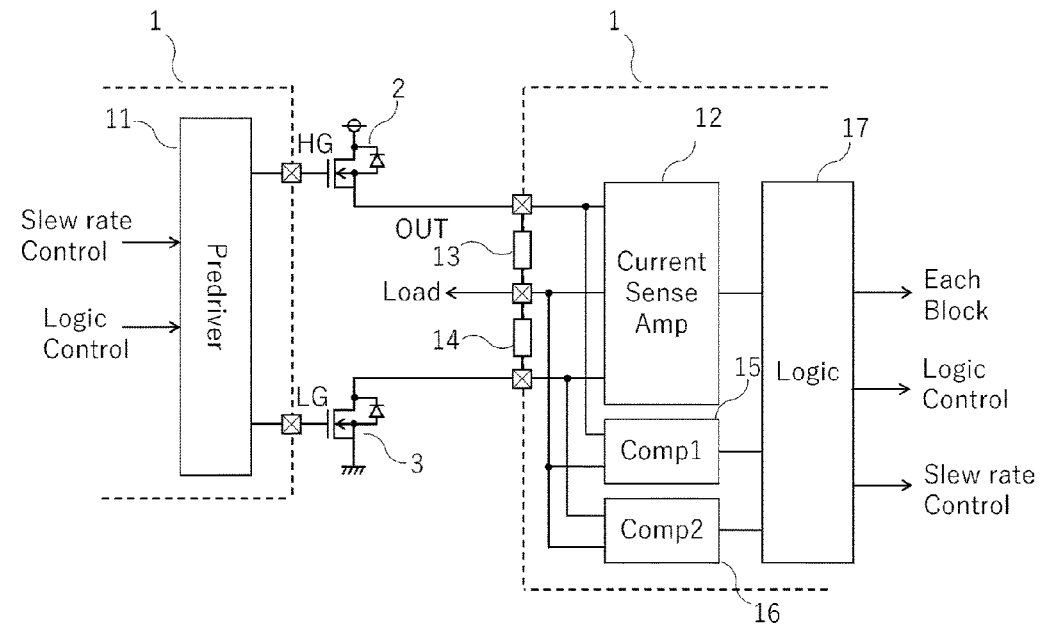 1
1
11
2
12
17
HG
Slew rate
Control
OUT
13
Predriver
Current
Sense
Amp
Each
Block
Load
Logic
Control
14
15
Logic
Logic
Control
LG
3
Comp1
Slew rate
Control
Comp2
16